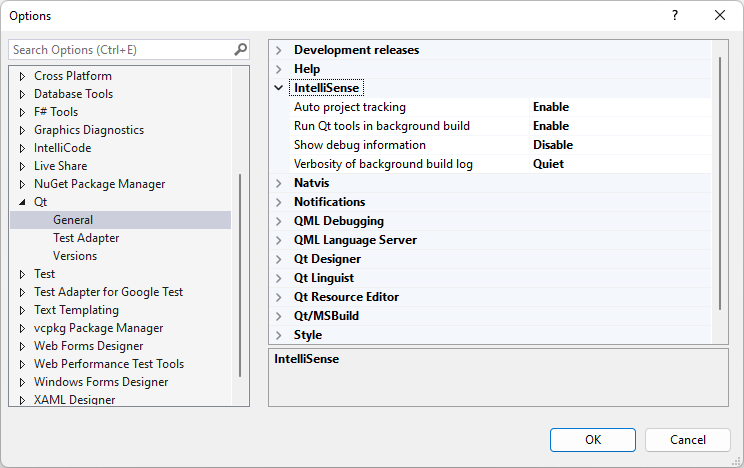 Options
?
Search Options (Ctrl+E)
Cross Platform
Database Tools
F# Tools
Graphics Diagnostics
IntelliCode
Live Share
NuGet Package Manager
Qt
General
Test Adapter
Versions
Test
Test Adapter for Google Test
Text Templating
vcpkg Package Manager
Web Forms Designer
Web Performance Test Tools
Windows Forms Designer
XAML Designer
Development releases
Help
IntelliSense
Auto project tracking Enable
Run Qt tools in background build Enable
Show debug information Disable
Verbosity of background build log Quiet
Natvis
Notifications
QML Debugging
QML Language Server
Qt Designer
Qt Linguist
Qt Resource Editor
Qt/MSBuild
Style
IntelliSense
OK Cancel